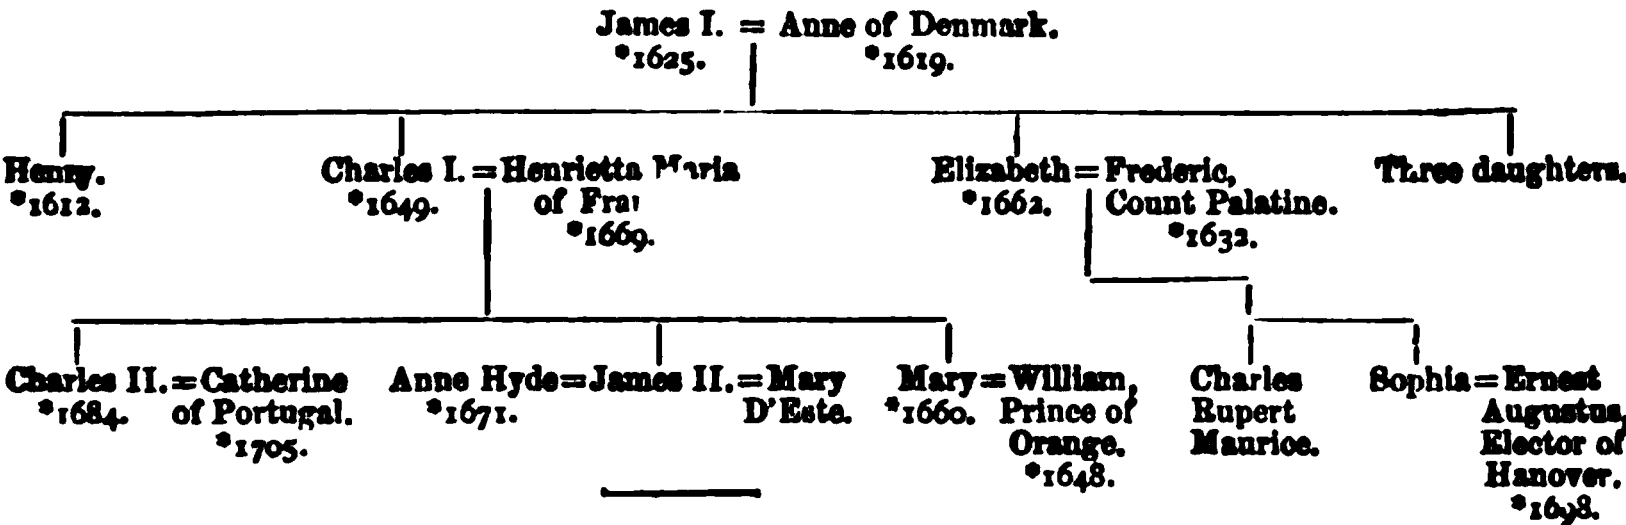 James I. = Anne of Denmark.
*1625. *1619.
Henry. Charles I. = Henrietta Maria Elizabeth = Frederic, Three daughters.
*1612. *1649. of *1662. Count Palatine.
*1669. *1632.
Charles II. = Catherine Anne Hyde = James II. = Mary Mary = William, Charles Sophia = Ernest
*1684. of Portugal. *1671. D'Este. *1660. Prince of Rupert Augustus,
*1705. Orange. Maurice. Elector of
*1648. Hanover.
*1698.